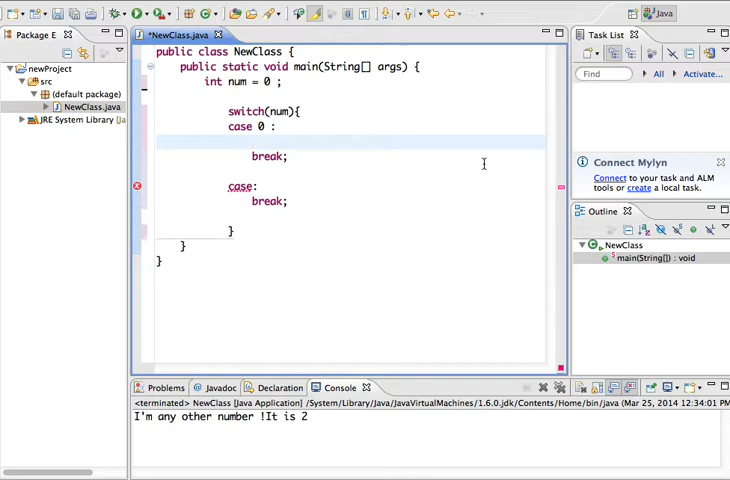 Java
Package E
*NewClass.java
Task List
newProject
src
(default package)
NewClass.java
JRE System Library [Ja
public class NewClass {
public static void main(String[] args) {
int num = 0 ;
switch(num){
case 0 :
break;
case:
break;
}
}
}
Find
All
Activate...
Connect Mylyn
Connect to your task and ALM
tools or create a local task.
Outline
NewClass
main(String[]) : void
Problems
Javadoc
Declaration
Console
<terminated> NewClass [Java Application] /System/Library/Java/JavaVirtualMachines/1.6.0.jdk/Contents/Home/bin/java (Mar 25, 2014 12:34:01 PM
I'm any other number !It is 2